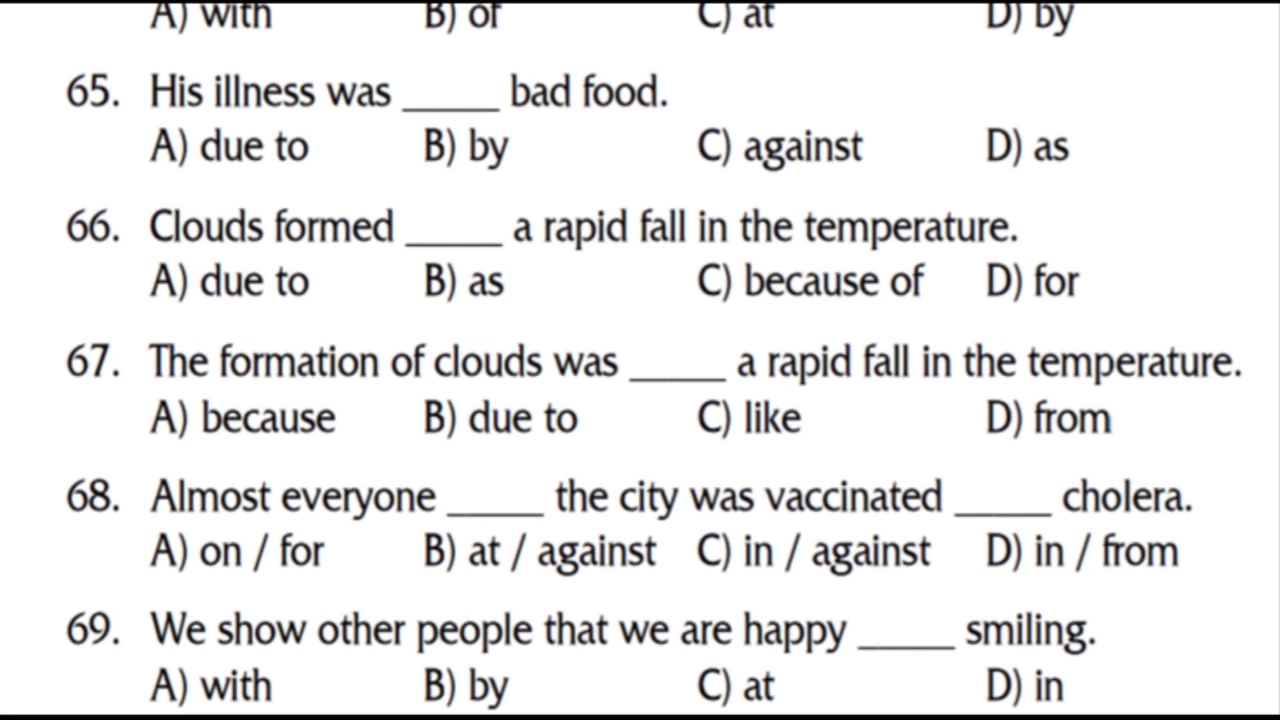 A) with B) of C) at D) by
65. His illness was _____ bad food.
A) due to B) by C) against D) as
66. Clouds formed _____ a rapid fall in the temperature.
A) due to B) as C) because of D) for
67. The formation of clouds was _____ a rapid fall in the temperature.
A) because B) due to C) like D) from
68. Almost everyone _____ the city was vaccinated _____ cholera.
A) on / for B) at / against C) in / against D) in / from
69. We show other people that we are happy _____ smiling.
A) with B) by C) at D) in